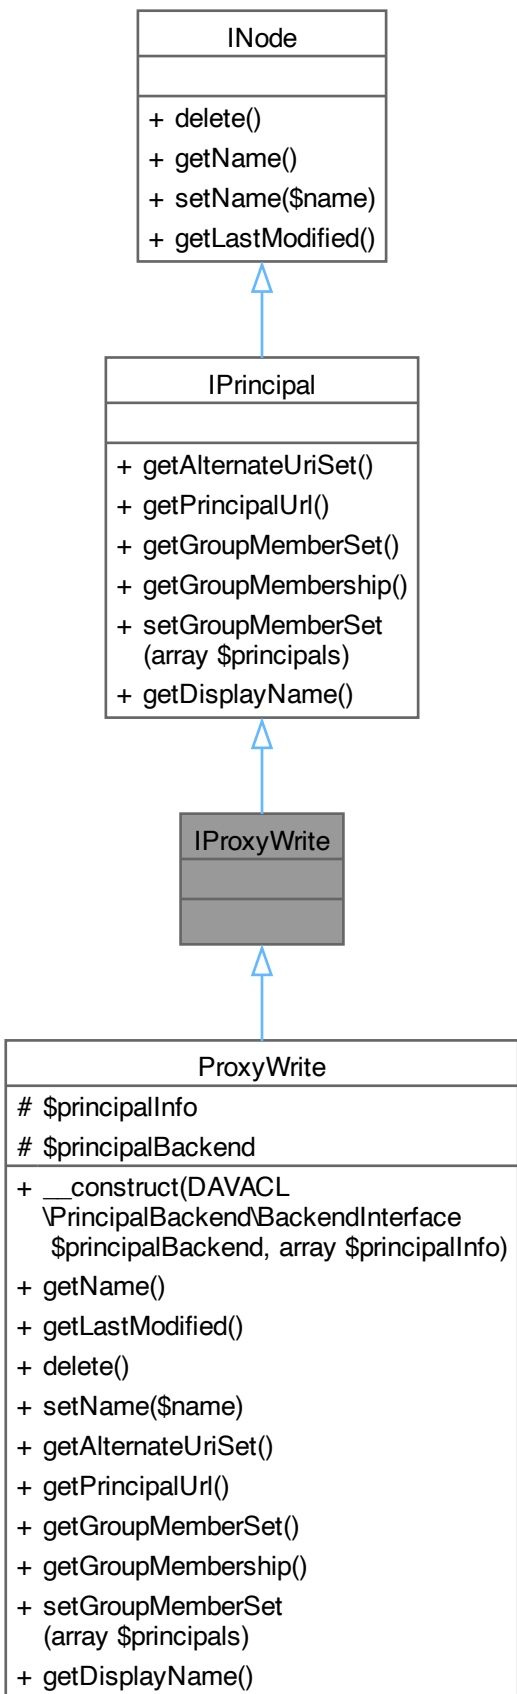 INode
+ delete()
+ getName()
+ setName($name)
+ getLastModified()
IPrincipal
+ getAlternateUriSet()
+ getPrincipalUrl()
+ getGroupMemberSet()
+ getGroupMembership()
+ setGroupMemberSet
(array $principals)
+ getDisplayName()
IProxyWrite
ProxyWrite
# $principalInfo
# $principalBackend
+ __construct(DAVACL
\PrincipalBackend\BackendInterface
$principalBackend, array $principalInfo)
+ getName()
+ getLastModified()
+ delete()
+ setName($name)
+ getAlternateUriSet()
+ getPrincipalUrl()
+ getGroupMemberSet()
+ getGroupMembership()
+ setGroupMemberSet
(array $principals)
+ getDisplayName()